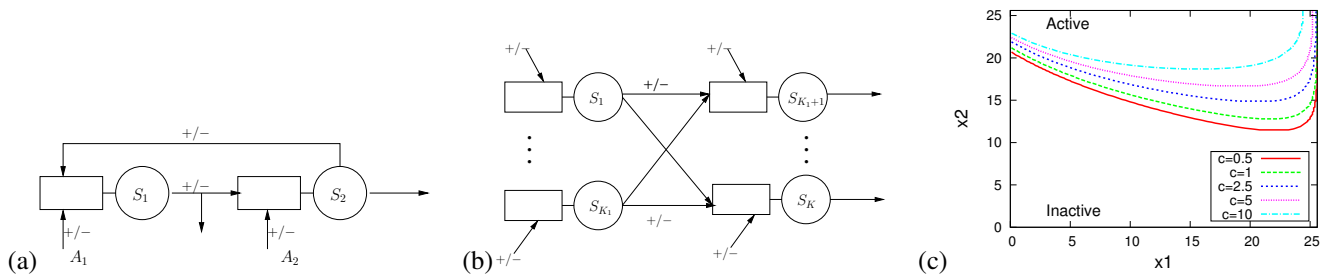 (a)
+/−
S1
+/−
S2
+/−
+/−
A1
A2
(b)
+/−
+/−
S1
+/−
SK1+1
SK1
SK
+/−
+/−
+/−
(c)
x2
25
20
15
10
5
0
Active
Inactive
c=0.5
c=1
c=2.5
c=5
c=10
0 5 10 15 20 25
x1